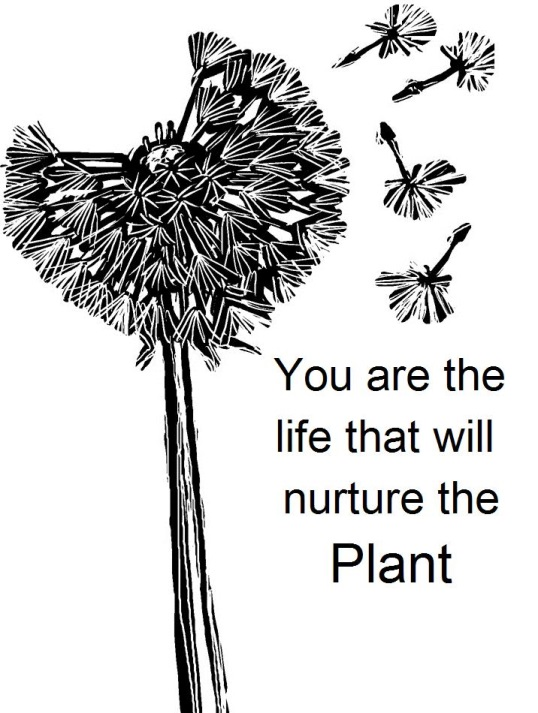 You are the
life that will
nurture the
Plant